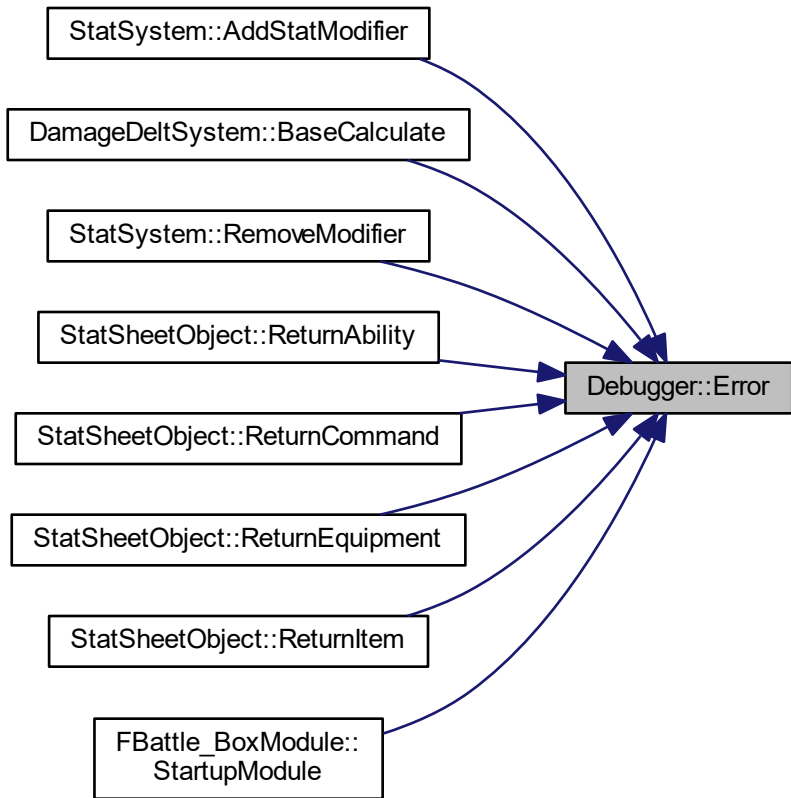 StatSystem::AddStatModifier
DamageDeltSystem::BaseCalculate
StatSystem::RemoveModifier
StatSheetObject::ReturnAbility
Debugger::Error
StatSheetObject::ReturnCommand
StatSheetObject::ReturnEquipment
StatSheetObject::ReturnItem
FBattle_BoxModule::
StartupModule